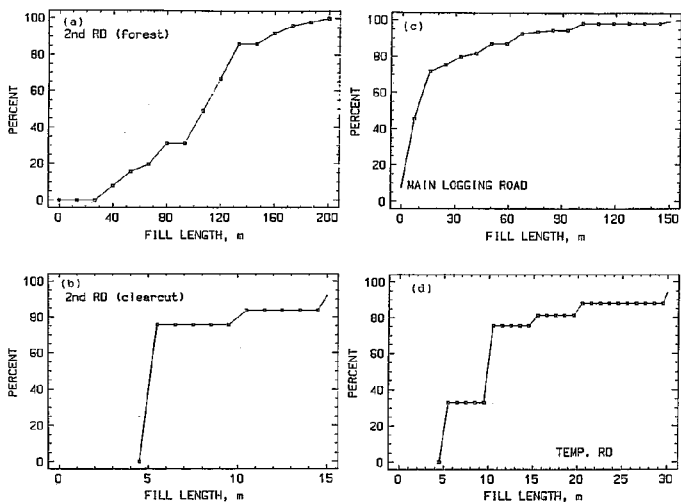 (a)
2nd RD (forest)
PERCENT
100
80
60
40
20
0
0 40 80 120 160 200
FILL LENGTH, m
(c)
MAIN LOGGING ROAD
PERCENT
100
80
60
40
20
0
0 30 60 90 120 150
FILL LENGTH, m
(b)
2nd RD (clearcut)
PERCENT
100
80
60
40
20
0
0 5 10 15
FILL LENGTH, m
(d)
TEMP. RD
PERCENT
100
80
60
40
20
0
0 5 10 15 20 25 30
FILL LENGTH, m